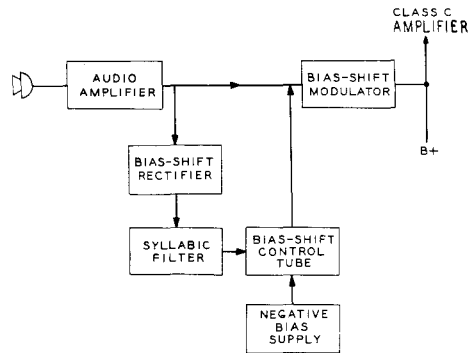 CLASS C
AMPLIFIER
AUDIO
AMPLIFIER
BIAS-SHIFT
MODULATOR
B+
BIAS-SHIFT
RECTIFIER
SYLLABIC
FILTER
BIAS-SHIFT
CONTROL
TUBE
NEGATIVE
BIAS
SUPPLY